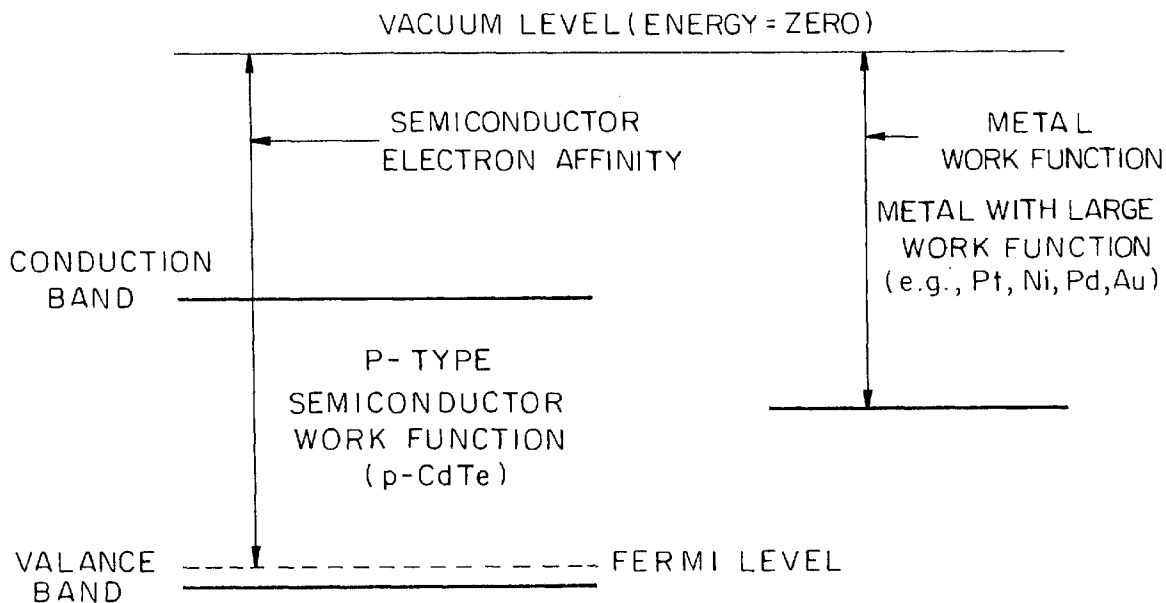 VACUUM LEVEL (ENERGY = ZERO)
SEMICONDUCTOR
ELECTRON AFFINITY
METAL
WORK FUNCTION
METAL WITH LARGE
WORK FUNCTION
(e.g., Pt, Ni, Pd, Au)
CONDUCTION
BAND
P-TYPE
SEMICONDUCTOR
WORK FUNCTION
(p-CdTe)
VALANCE
BAND
FERMI LEVEL